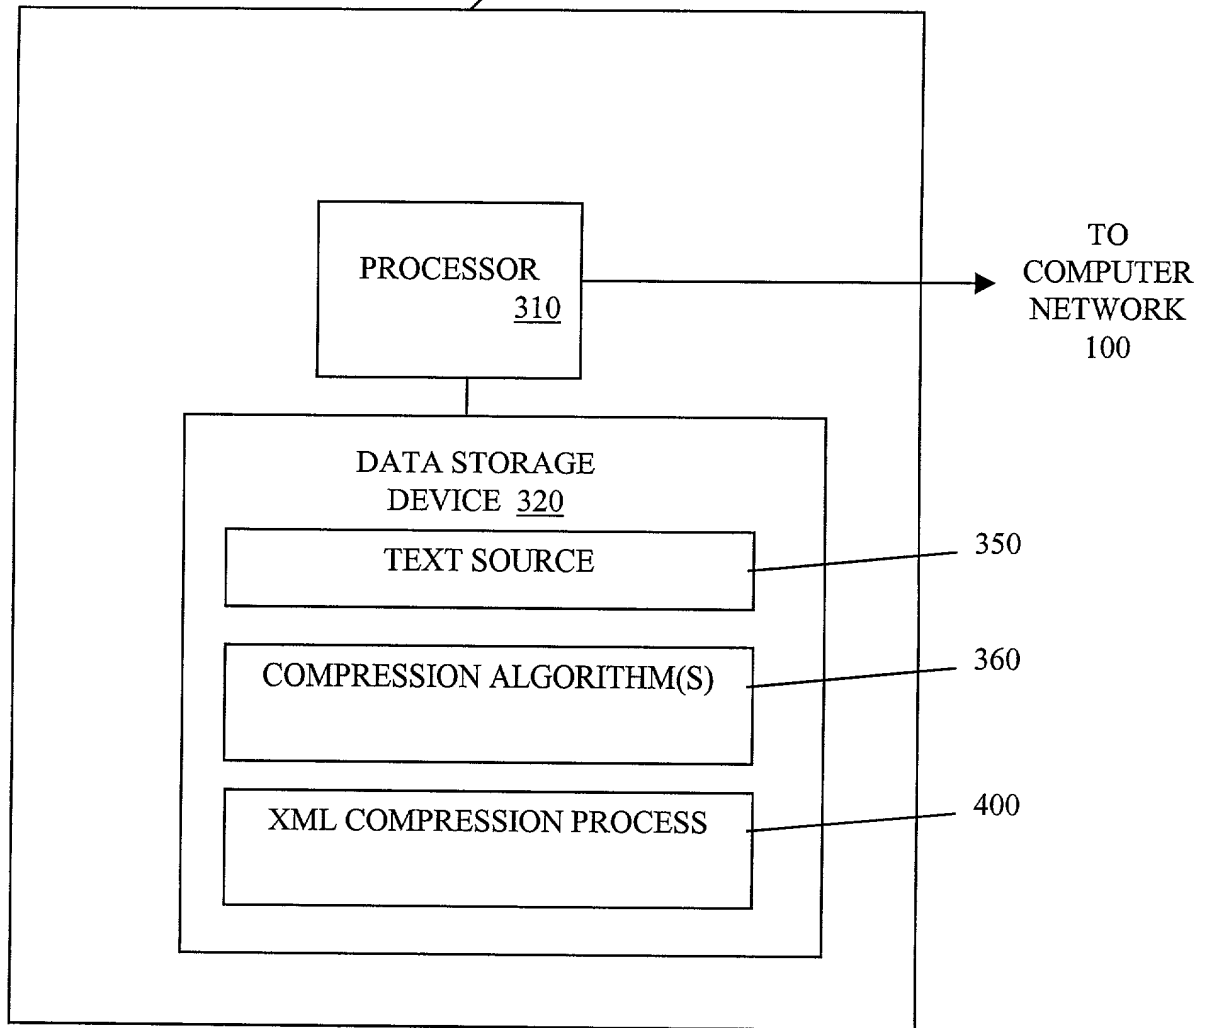 PROCESSOR
310
TO
COMPUTER
NETWORK
100
DATA STORAGE
DEVICE 320
TEXT SOURCE
350
COMPRESSION ALGORITHM(S)
360
XML COMPRESSION PROCESS
400